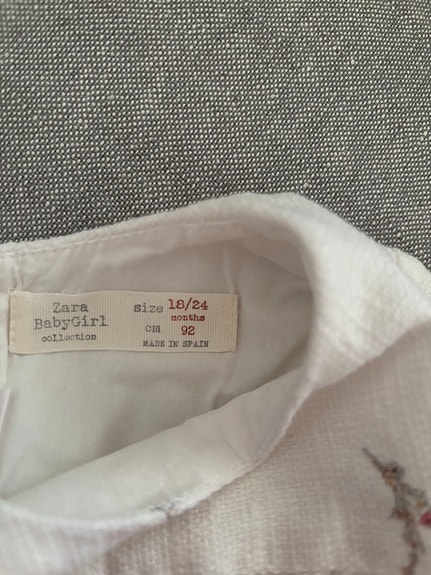 Zara
BabyGirl
collection
size 18/24
months
cm 92
MADE IN SPAIN